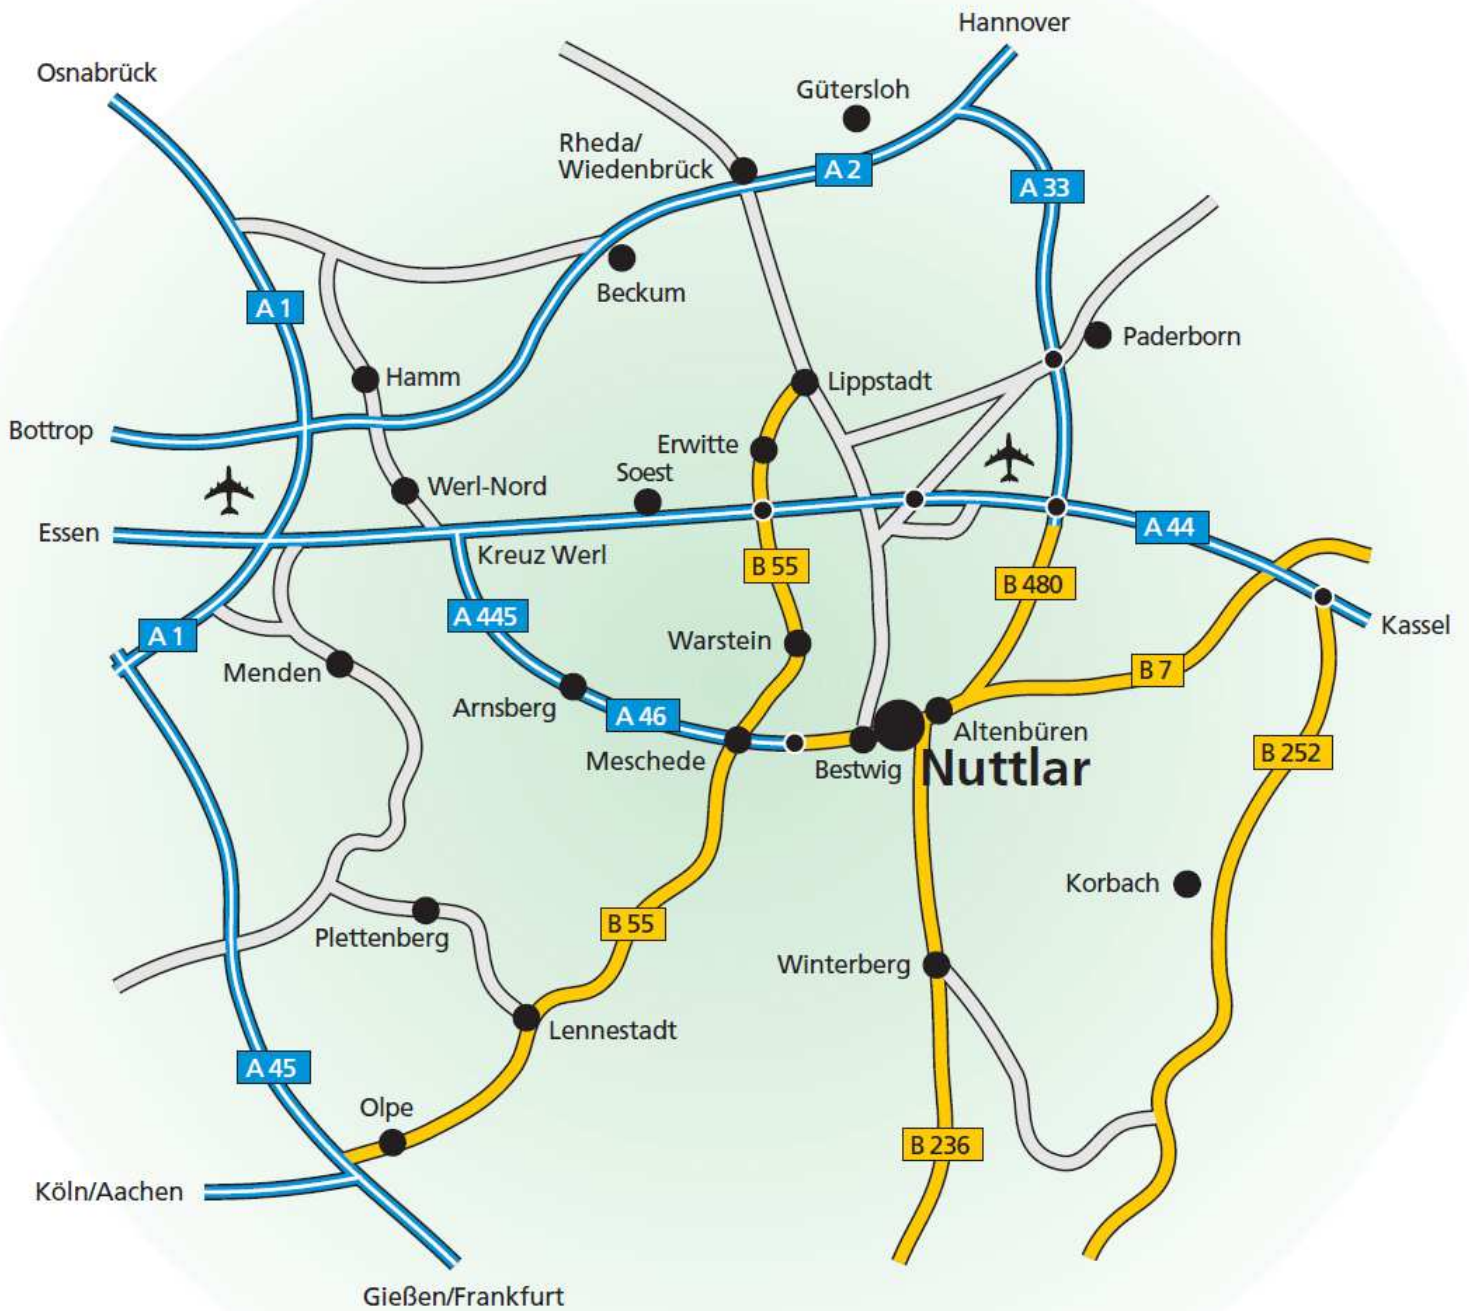 Hannover
Osnabrück
Gütersloh
Rheda/
Wiedenbrück
A 2
A 33
Beckum
A 1
Paderborn
Hamm
Lippstadt
Bottrop
Erwitte
Soest
Werl-Nord
Essen
A 44
Kreuz Werl
B 55
B 480
A 445
Kassel
A 1
Warstein
Menden
B 7
Arnsberg
A 46
Altenbüren
Meschede
Bestwig
Nuttlar
B 252
Korbach
B 55
Plettenberg
Winterberg
Lennestadt
A 45
Olpe
B 236
Köln/Aachen
Gießen/Frankfurt